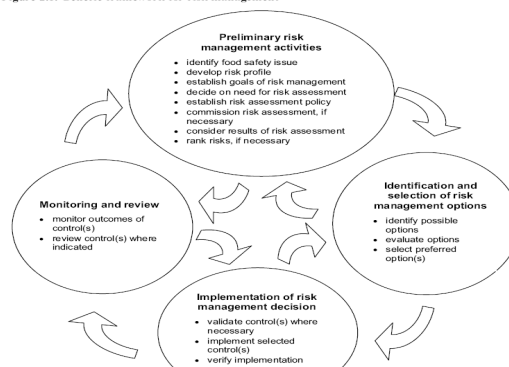 Preliminary risk
management activities
• identify food safety issue
• develop risk profile
• establish goals of risk management
• decide on need for risk assessment
• establish risk assessment policy
• commission risk assessment, if
necessary
• consider results of risk assessment
• rank risks, if necessary
Identification and
selection of risk
management options
• identify possible
options
• evaluate options
• select preferred
option(s)
Monitoring and review
• monitor outcomes of
control(s)
• review control(s) where
indicated
Implementation of risk
management decision
• validate control(s) where
necessary
• implement selected
control(s)
• verify implementation